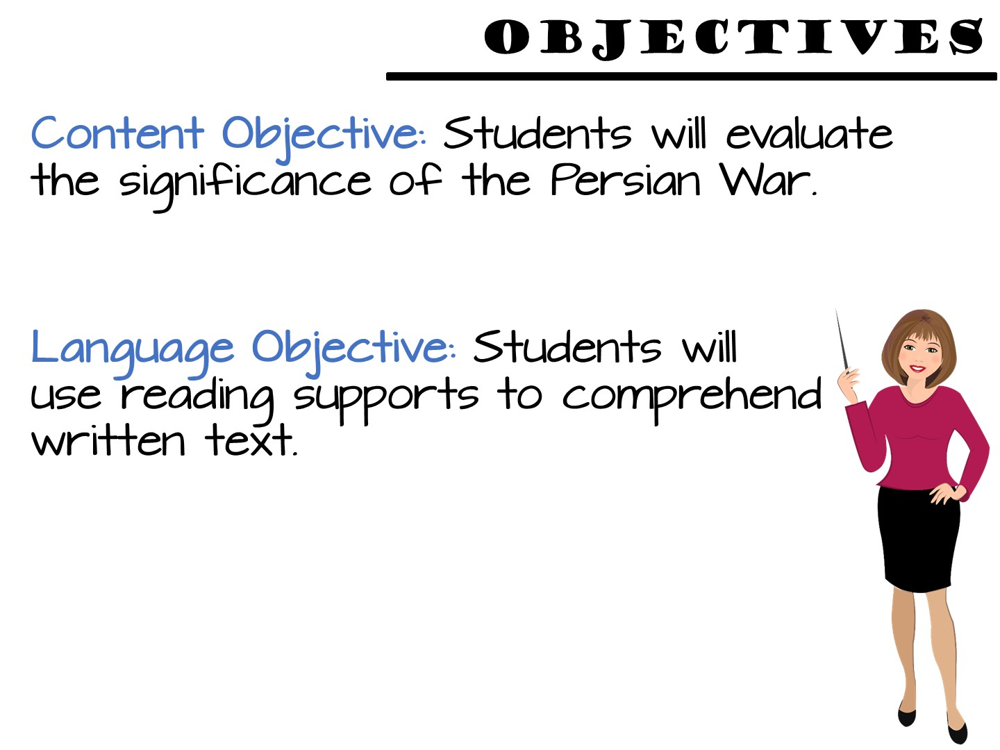 OBJECTIVES
Content Objective: Students will evaluate
the significance of the Persian War.
Language Objective: Students will
use reading supports to comprehend
written text.